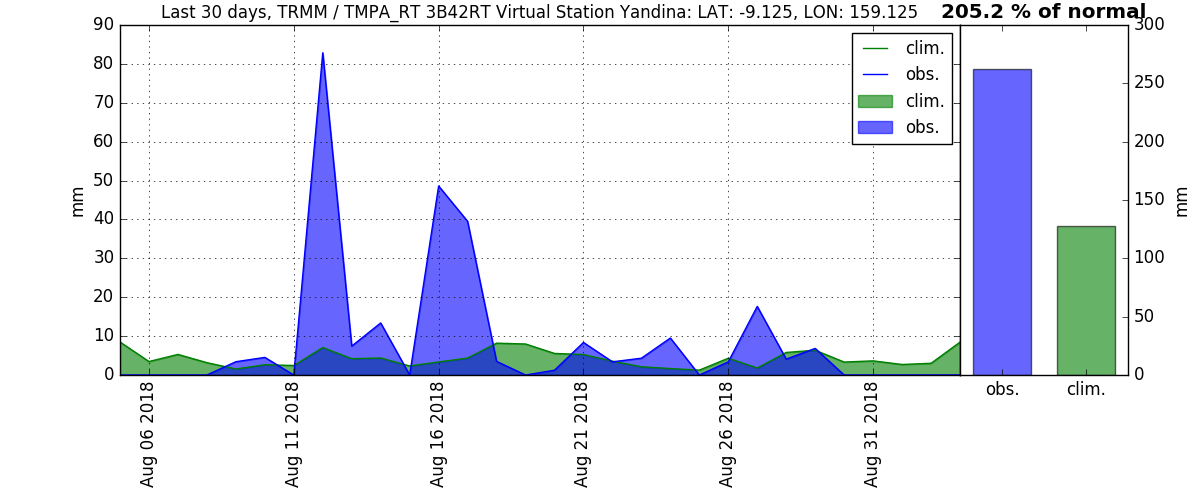 Last 30 days, TRMM / TMPA_RT 3B42RT Virtual Station Yandina: LAT: -9.125, LON: 159.125
205.2 % of normal
90
80
70
60
50
40
30
20
10
0
mm
clim.
obs.
clim.
obs.
Aug 06 2018
Aug 11 2018
Aug 16 2018
Aug 21 2018
Aug 26 2018
Aug 31 2018
300
250
200
150
100
50
0
mm
obs.
clim.